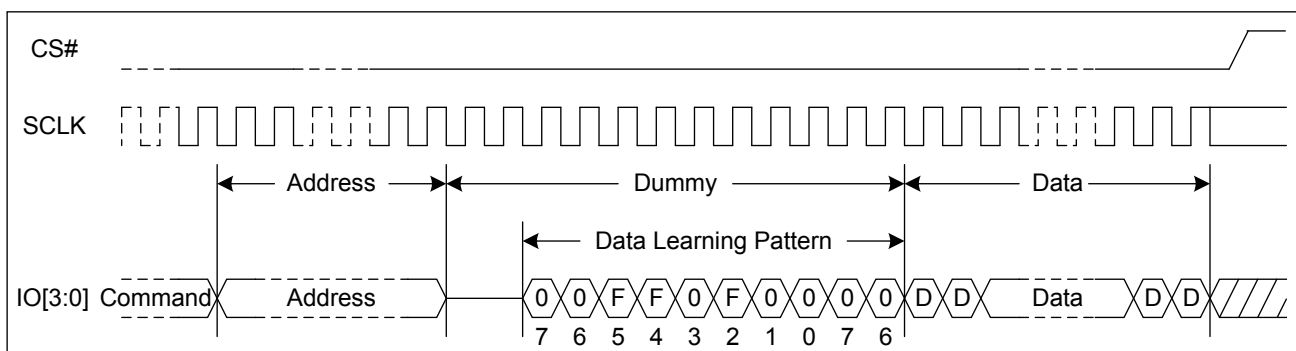 CS#
SCLK
Address Dummy Data
Data Learning Pattern
IO[3:0] Command Address 0 0 F F 0 F 0 0 0 0 D D Data D D
7 6 5 4 3 2 1 0 7 6